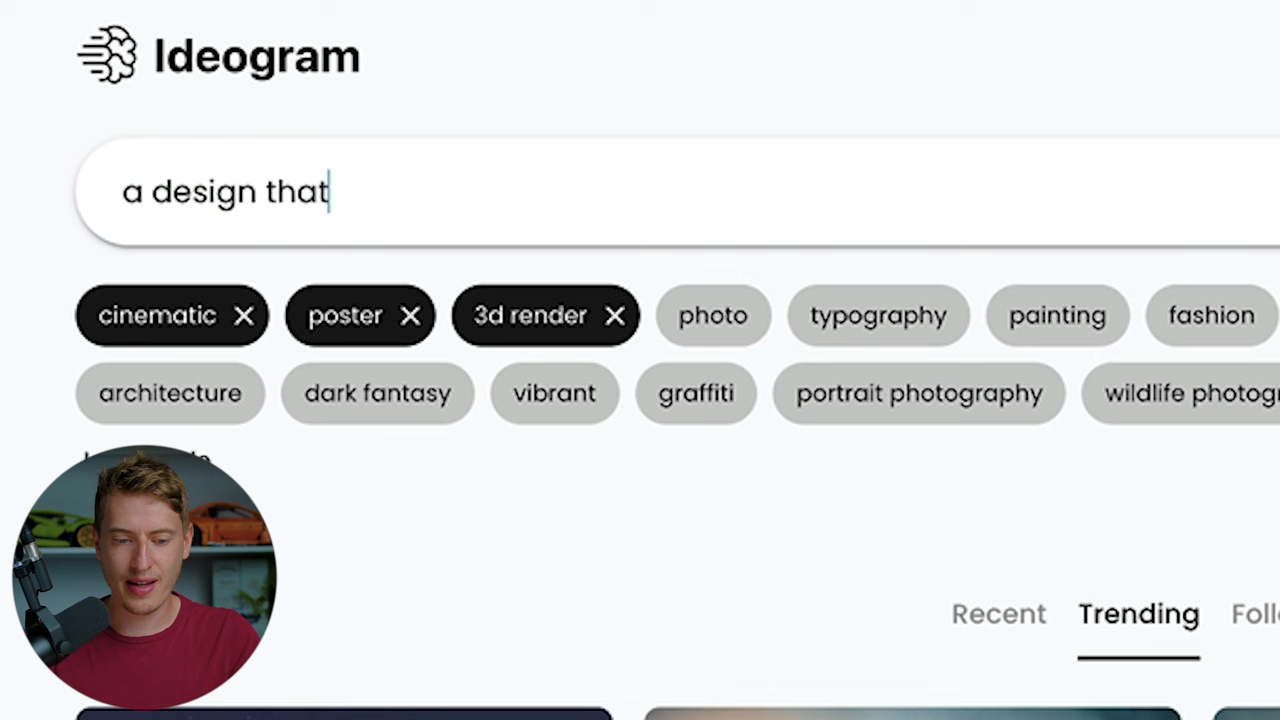 Ideogram
a design that
cinematic × poster × 3d render × photo typography painting fashion
architecture dark fantasy vibrant graffiti portrait photography
Recent Trending